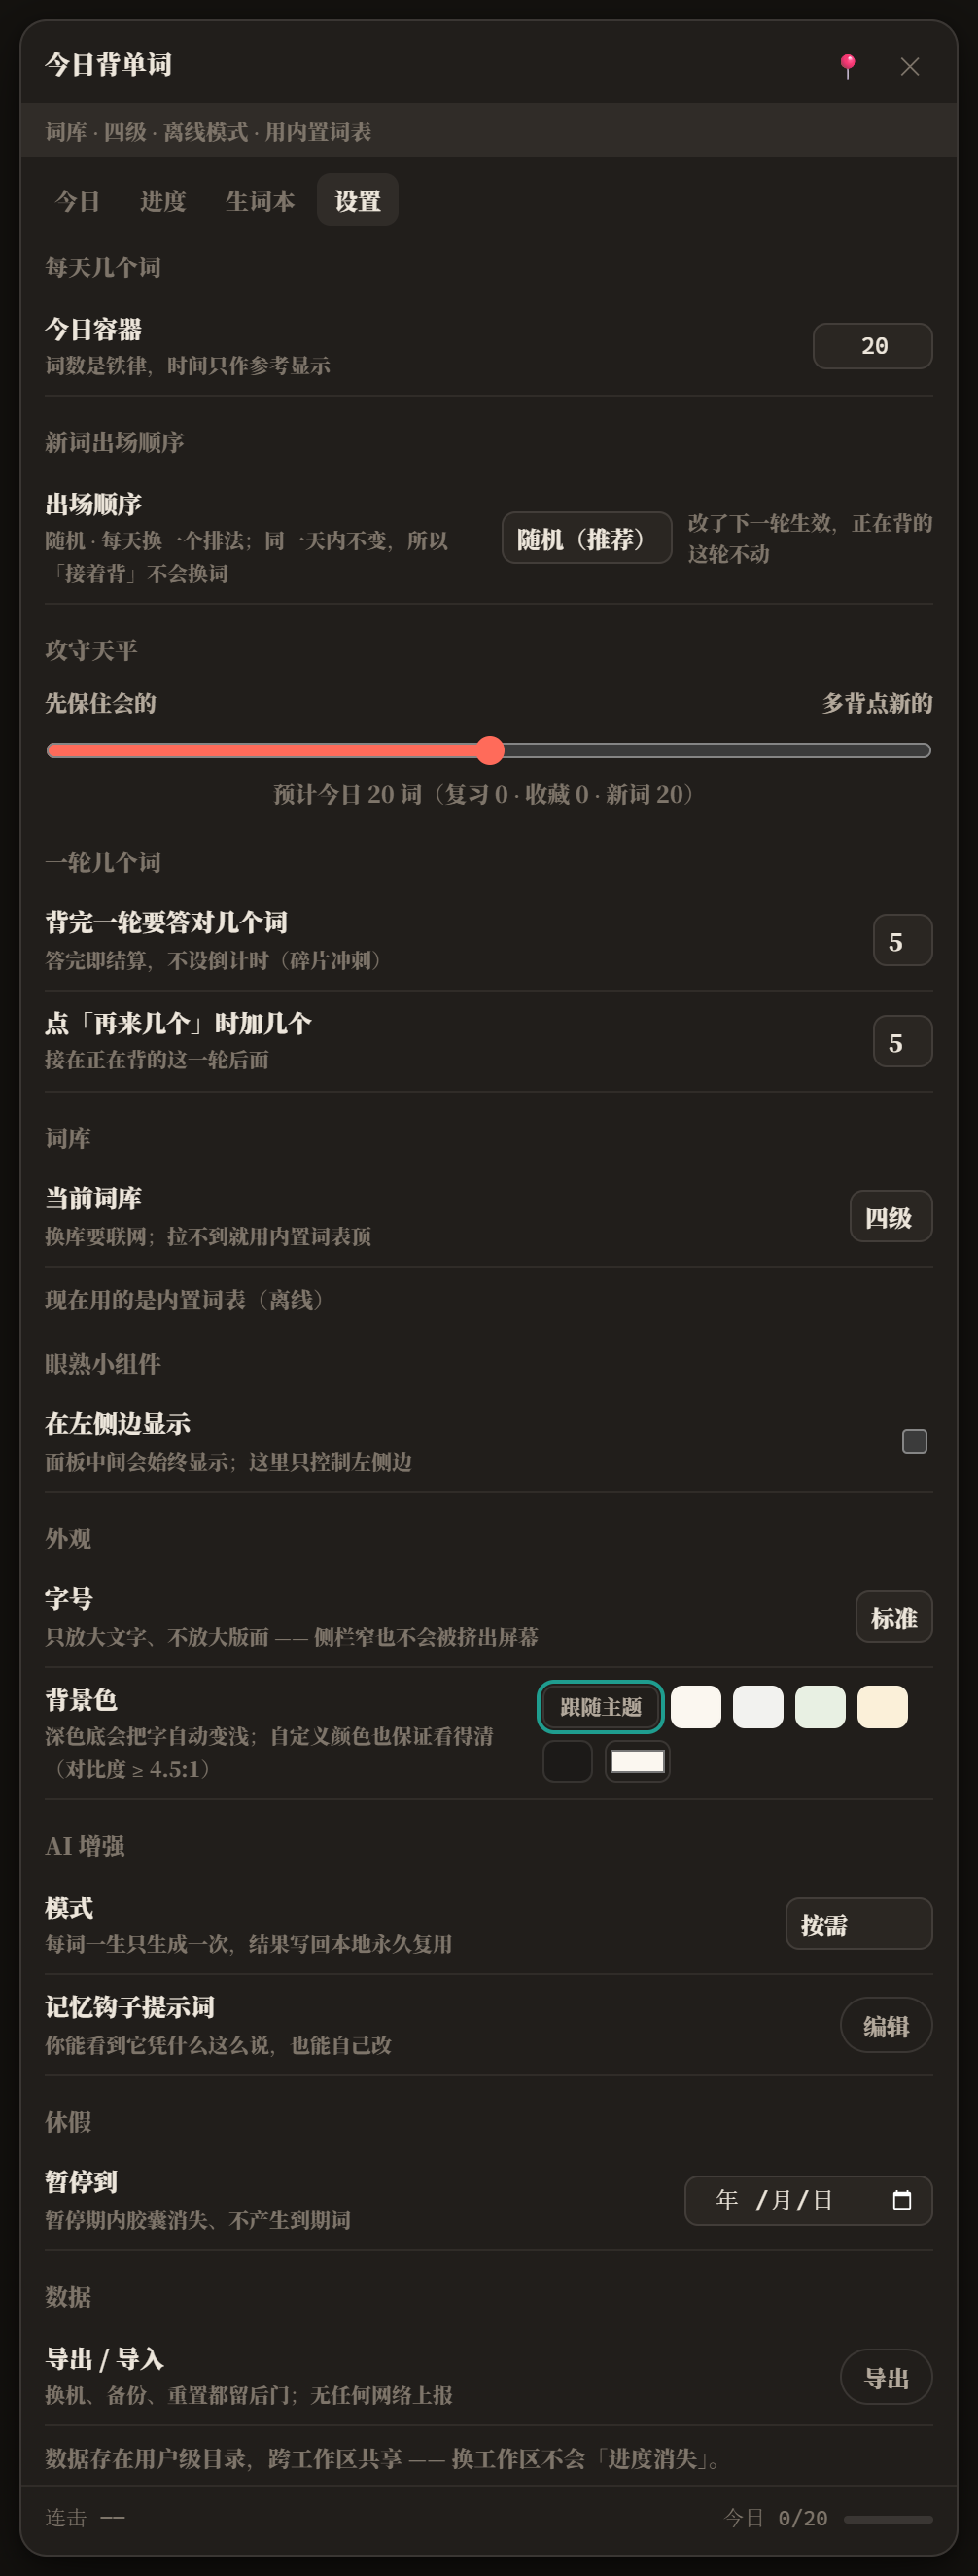 今日背单词
词库 · 四级 · 离线模式 · 用内置词表
今日 进度 生词本 设置
每天几个词
今日容器
词数是铁律，时间只作参考显示
20
新词出场顺序
出场顺序
随机 · 每天换一个排法；同一天内不变，所以
「接着背」不会换词
随机（推荐）
改了下一轮生效，正在背的
这轮不动
攻守天平
先保住会的 多背点新的
预计今日 20 词（复习 0 · 收藏 0 · 新词 20）
一轮几个词
背完一轮要答对几个词
答完即结算，不设倒计时（碎片冲刺）
5
点「再来几个」时加几个
接在正在背的这一轮后面
5
词库
当前词库
换库要联网；拉不到就用内置词表顶
四级
现在用的是内置词表（离线）
眼熟小组件
在左侧边显示
面板中间会始终显示；这里只控制左侧边
外观
字号
只放大文字、不放大版面 —— 侧栏窄也不会被挤出屏幕
标准
背景色
深色底会把字自动变浅；自定义颜色也保证看得清
（对比度 ≥ 4.5:1）
跟随主题
AI 增强
模式
每词一生只生成一次，结果写回本地永久复用
按需
记忆钩子提示词
你能看到它凭什么这么说，也能自己改
编辑
休假
暂停到
暂停期内胶囊消失、不产生到期词
年 /月/日
数据
导出 / 导入
换机、备份、重置都留后门；无任何网络上报
导出
数据存在用户级目录，跨工作区共享 —— 换工作区不会「进度消失」。
连击 —— 今日 0/20